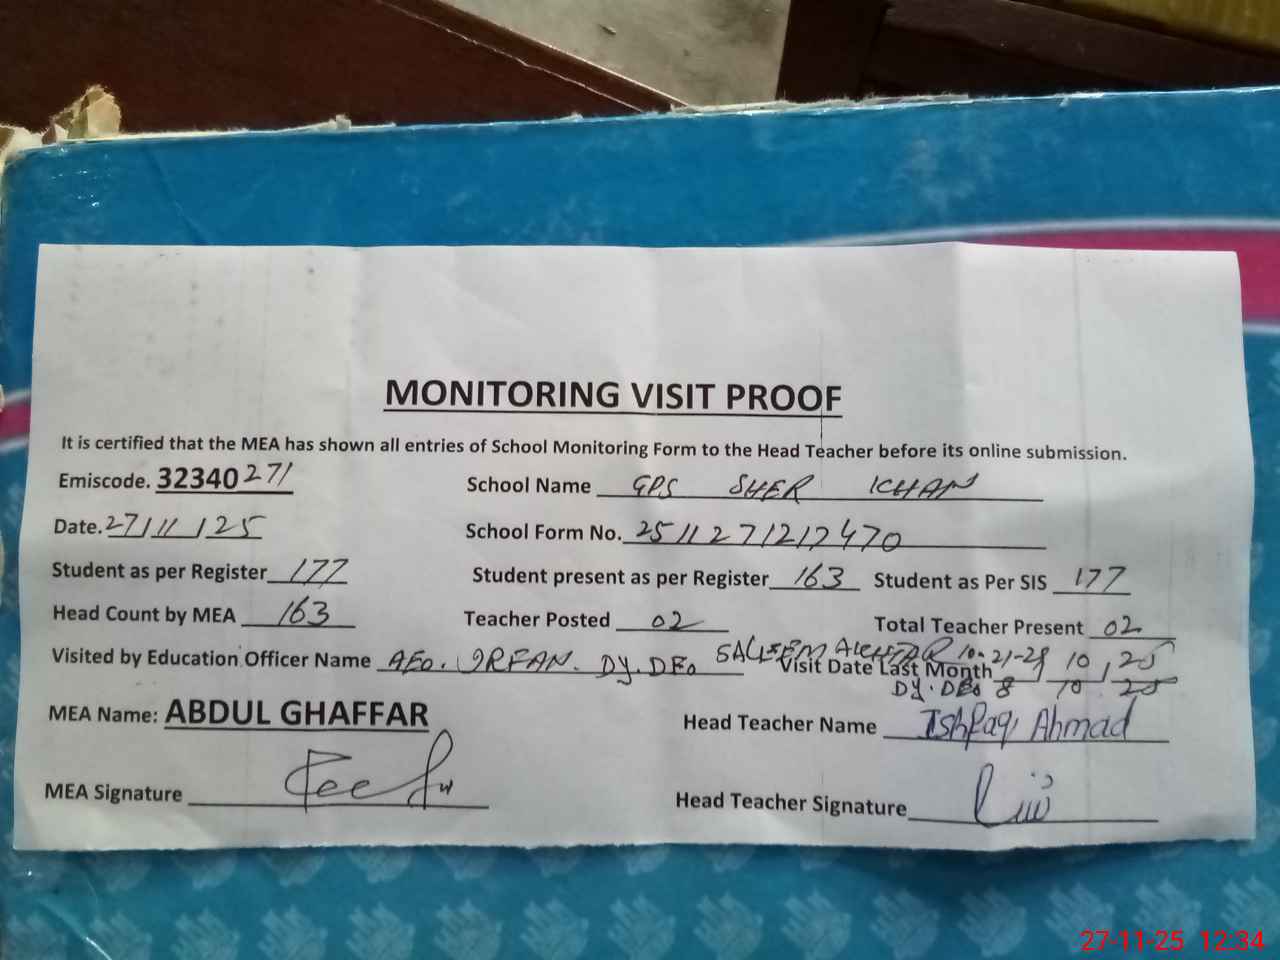 MONITORING VISIT PROOF
It is certified that the MEA has shown all entries of School Monitoring Form to the Head Teacher before its online submission.
Emiscode. 32340271 School Name GPS SHER KHAN
Date. 27/11/25 School Form No. 2511271217470
Student as per Register 177 Student present as per Register 163 Student as Per SIS 177
Head Count by MEA 163 Teacher Posted 02 Total Teacher Present 02
Visited by Education Officer Name AEO. IRFAN. DY. DEO SALEEM AKHTAR Visit Date Last Month 10-21-29/10/25
DY. DEO 8 10 25
MEA Name: ABDUL GHAFFAR Head Teacher Name Ishfaq Ahmad
MEA Signature Head Teacher Signature
27-11-25 12:34